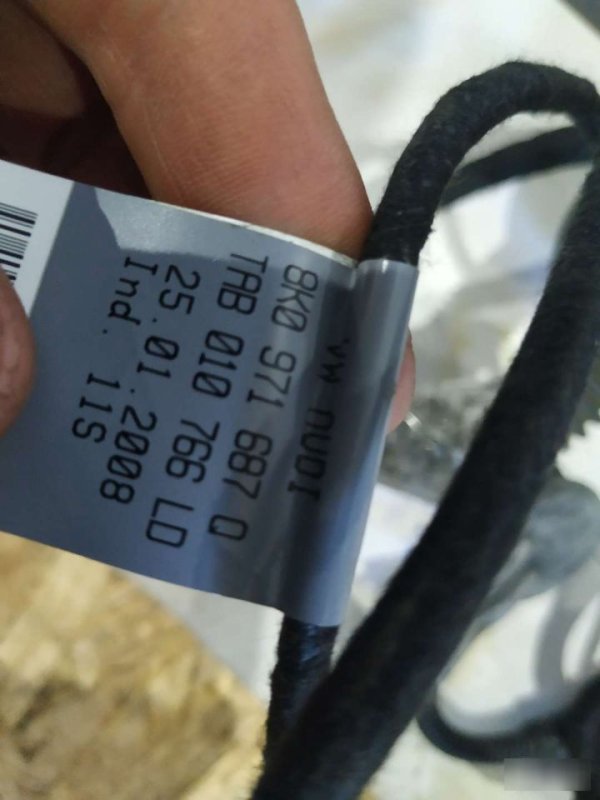 VW AUDI
8K0 971 687 Q
TAB 010 766 LD
25.01.2008
Ind. 11S